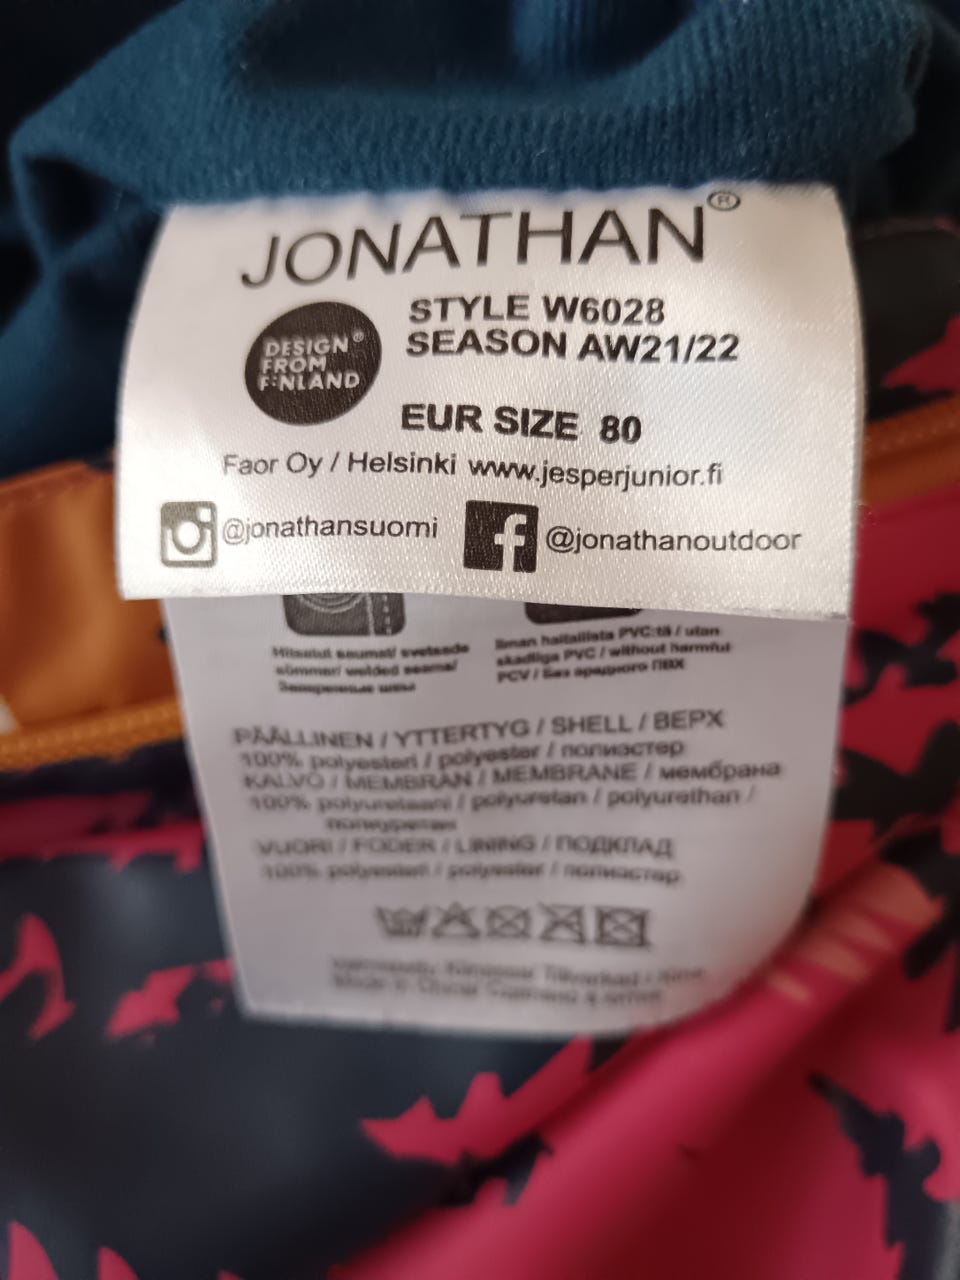 JONATHAN®
DESIGN®
FROM
FINLAND
STYLE W6028
SEASON AW21/22
EUR SIZE 80
Faor Oy / Helsinki www.jesperjunior.fi
@jonathansuomi
@jonathanoutdoor
Hitsatut saumat/ svetsade
sömmar/ welded seams/
Запаренные швы
Ilman haitallista PVC:tä / utan
skadliga PVC / without harmful
PCV / Без вредного ПВХ
PÄÄLLINEN / YTTERTYG / SHELL / ВЕРХ
100% polyesteri / polyester / полиэстер
KALVO / MEMBRAN / MEMBRANE / мембрана
100% polyuretaani / polyuretan / polyurethan /
полиуретан
VUORI / FODER / LINING / ПОДКЛАД
100% polyesteri / polyester / полиэстер